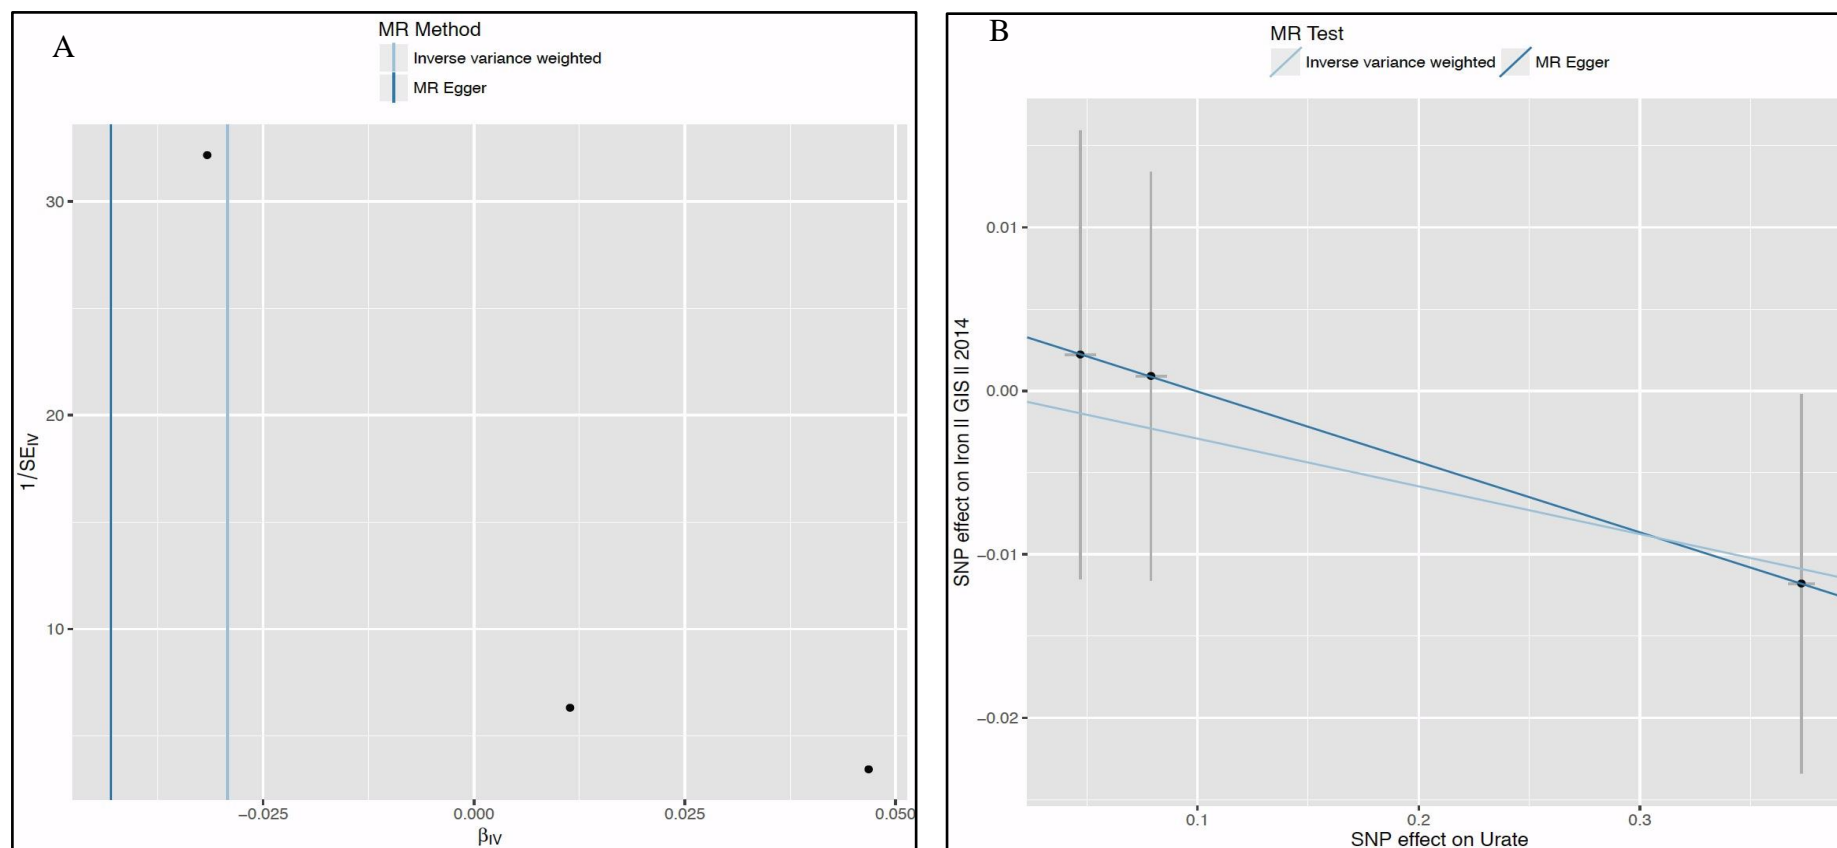 A
MR Method
Inverse variance weighted
MR Egger
30
20
10
1/SE_IV
−0.025
0.000
0.025
0.050
β_IV
B
MR Test
Inverse variance weighted
MR Egger
0.01
0.00
−0.01
−0.02
SNP effect on Iron II GIS II 2014
0.1
0.2
0.3
SNP effect on Urate